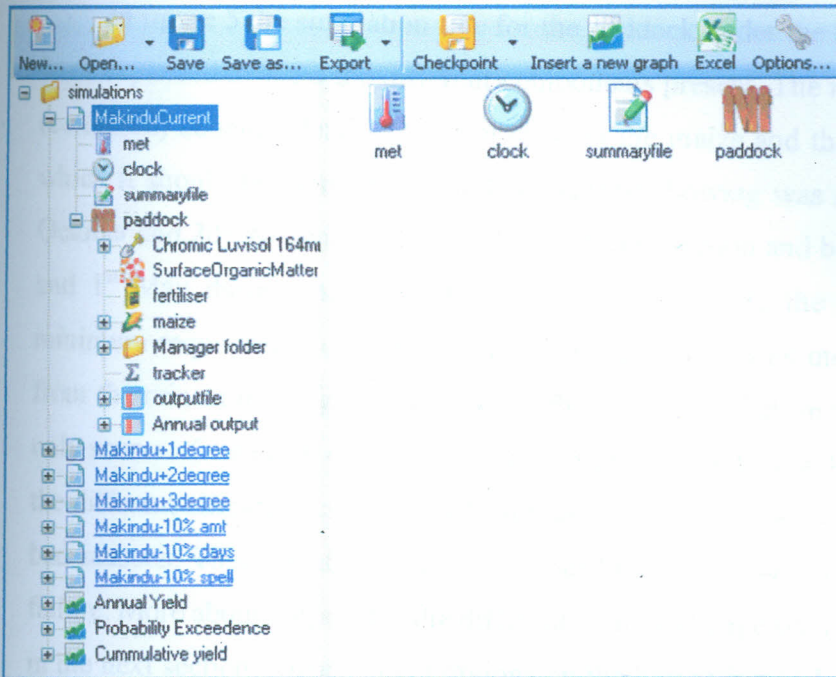 New... Open... Save Save as... Export Checkpoint Insert a new graph Excel Options...
simulations
MakinduCurrent
met
clock
summaryfile
paddock
Chromic Luvisol 164m
SurfaceOrganicMatter
fertiliser
maize
Manager folder
tracker
outputfile
Annual output
Makindu+1degree
Makindu+2degree
Makindu+3degree
Makindu-10% amt
Makindu-10% days
Makindu-10% spell
Annual Yield
Probability Exceedence
Cummulative yield
met clock summaryfile paddock